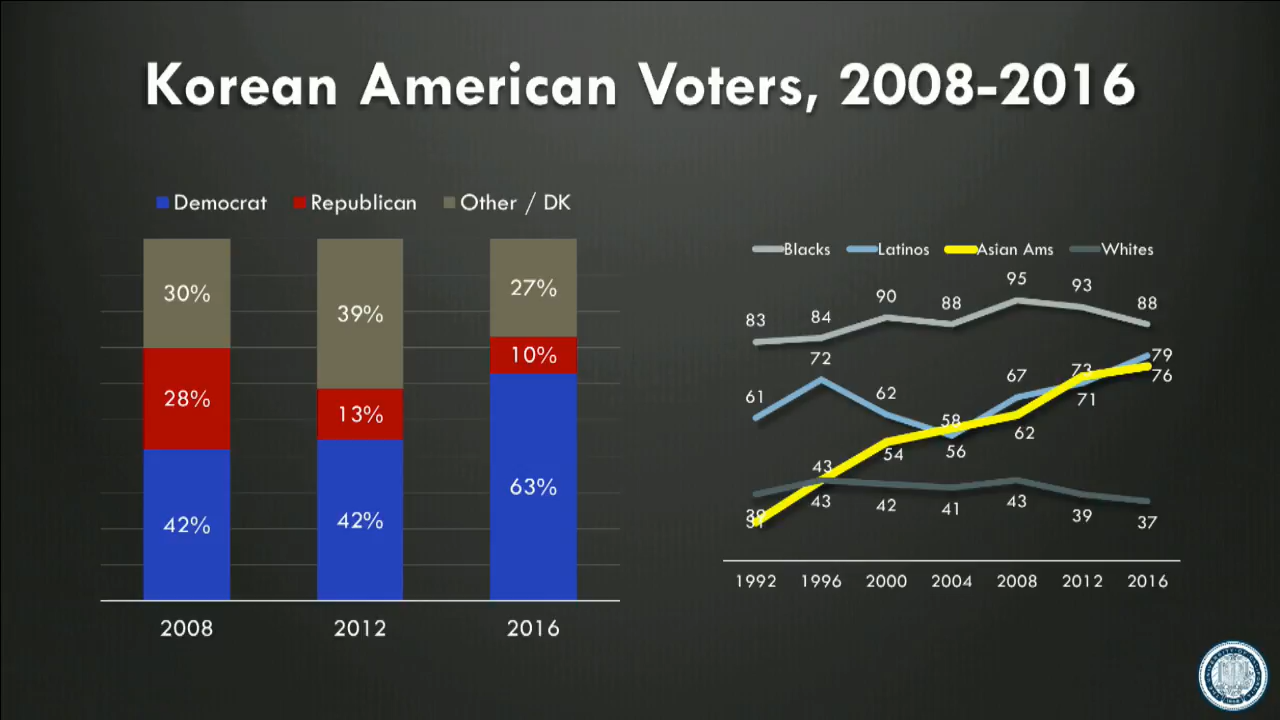 Korean American Voters, 2008-2016
Democrat Republican Other / DK
30% 39% 27%
28% 13% 10%
42% 42% 63%
2008 2012 2016
Blacks Latinos Asian Ams Whites
83 84 90 88 95 93 88
61 72 62 56 67 71 79
31 43 54 58 62 73 76
39 43 42 41 43 39 37
1992 1996 2000 2004 2008 2012 2016